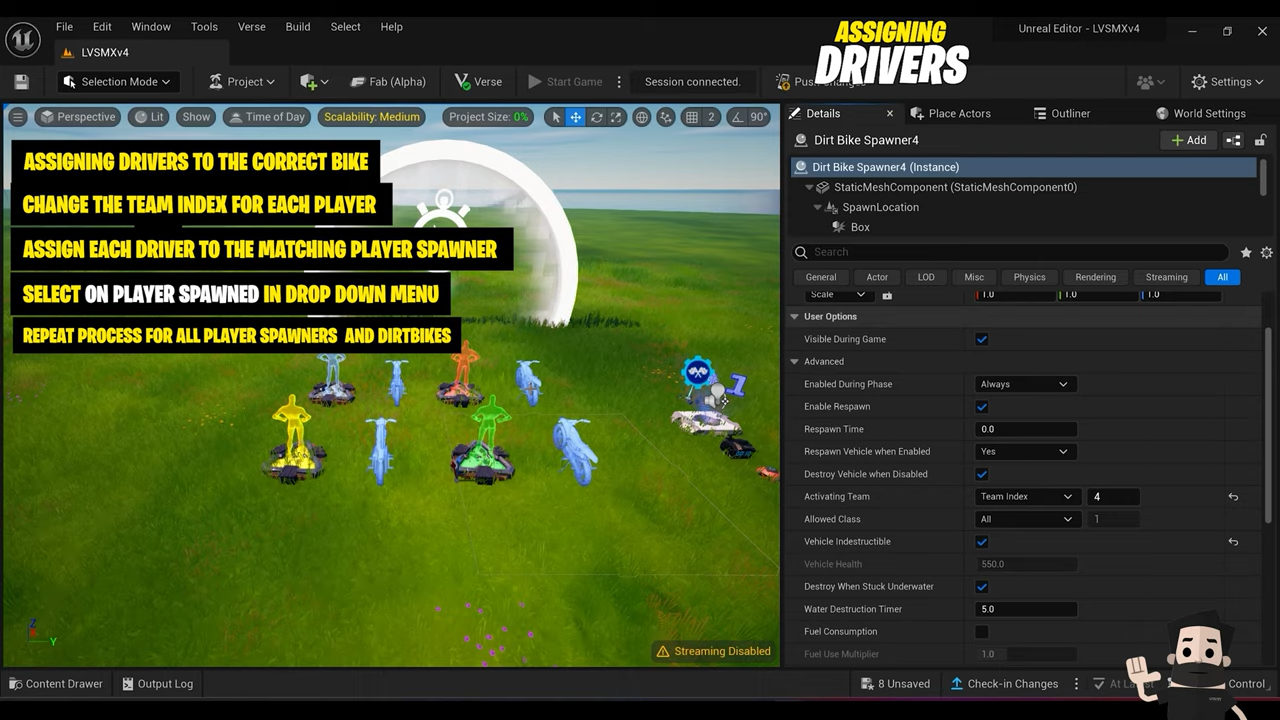 File Edit Window Tools Verse Build Select Help
ASSIGNING
DRIVERS
Unreal Editor - LVSMXv4
LVSMXv4
Selection Mode
Project
Fab (Alpha)
Verse
Start Game
Session connected.
Settings
Perspective
Lit
Show
Time of Day
Scalability: Medium
Project Size: 0%
2
90°
ASSIGNING DRIVERS TO THE CORRECT BIKE
CHANGE THE TEAM INDEX FOR EACH PLAYER
ASSIGN EACH DRIVER TO THE MATCHING PLAYER SPAWNER
SELECT ON PLAYER SPAWNED IN DROP DOWN MENU
REPEAT PROCESS FOR ALL PLAYER SPAWNERS AND DIRTBIKES
1
Streaming Disabled
Details
Place Actors
Outliner
World Settings
Dirt Bike Spawner4
Add
Dirt Bike Spawner4 (Instance)
StaticMeshComponent (StaticMeshComponent0)
SpawnLocation
Box
Search
General Actor LOD Misc Physics Rendering Streaming All
Scale 1.0 1.0 1.0
User Options
Visible During Game
Advanced
Enabled During Phase Always
Enable Respawn
Respawn Time 0.0
Respawn Vehicle when Enabled Yes
Destroy Vehicle when Disabled
Activating Team Team Index 4
Allowed Class All 1
Vehicle Indestructible
Vehicle Health 550.0
Destroy When Stuck Underwater
Water Destruction Timer 5.0
Fuel Consumption
Fuel Use Multiplier 1.0
Content Drawer
Output Log
8 Unsaved
Check-in Changes
Control